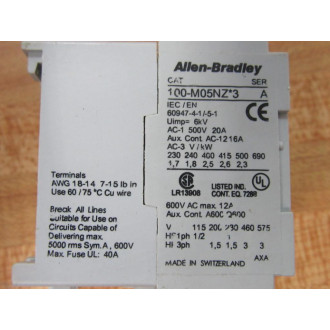 Allen-Bradley
CAT SER
100-M05NZ*3 A
IEC / EN
60947-4-1/-5-1
Uimp= 6kV
AC-1 500V 20A
Aux. Cont. AC-12 16A
AC-3 V / kW
230 240 400 415 500 690
1,7 1,8 2,5 2,6 2,3
LR13908
LISTED IND.
CONT. EQ.
600V AC max. 12A
Aux. Cont. A600
V 115 200 230 460 575
HP 1ph 1/2
HP 3ph 1,5 1,5 3 3
AXA
MADE IN SWITZERLAND
Terminals
AWG 18-14 7-15 lb in
Use 60 / 75 °C Cu wire
Break All Lines
Suitable for Use on
Circuits Capable of
Delivering max.
5000 rms Sym. A , 600V
Max. Fuse UL: 40A